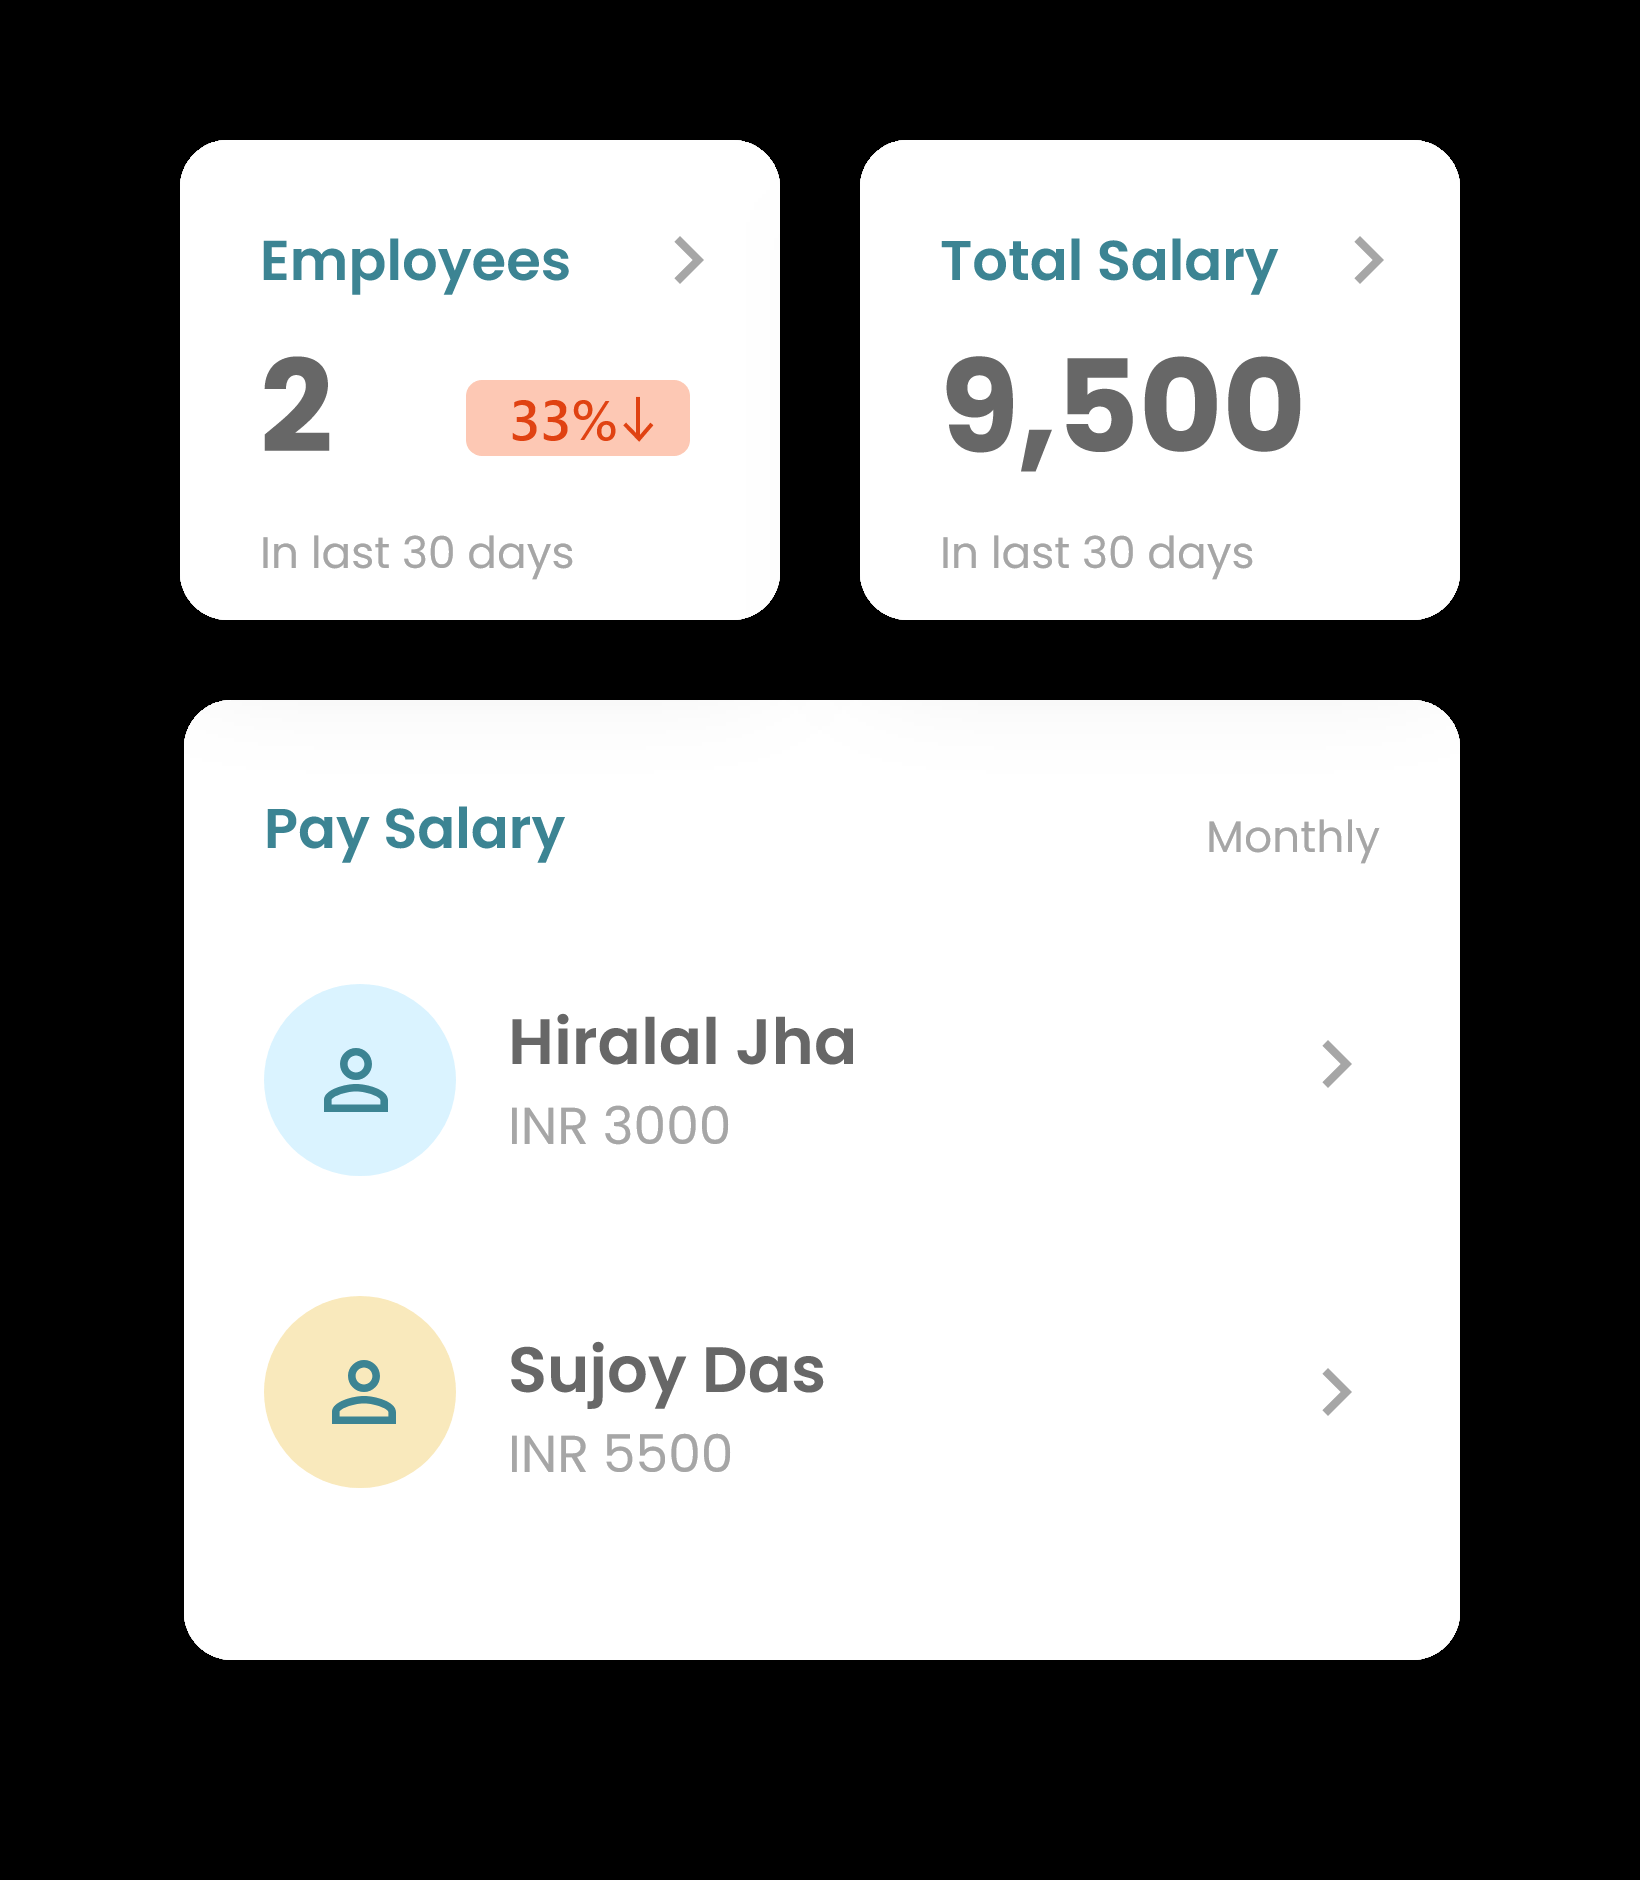 Employees
2
33%↓
In last 30 days
Total Salary
9,500
In last 30 days
Pay Salary
Monthly
Hiralal Jha
INR 3000
Sujoy Das
INR 5500